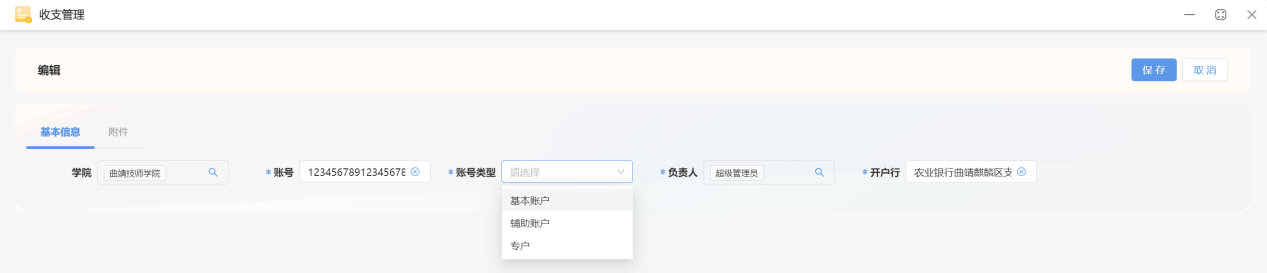 收支管理
编辑
保存 取消
基本信息 附件
学院 曲靖技师学院 * 账号 12345678912345678 * 账号类型 请选择 * 负责人 超级管理员 * 开户行 农业银行曲靖麒麟区支
基本账户
辅助账户
专户